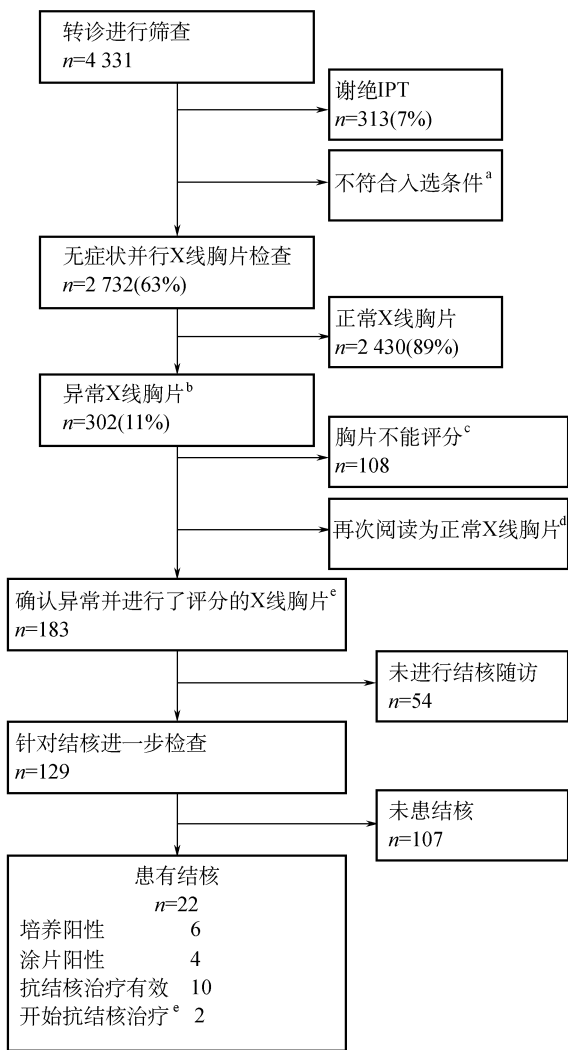 转诊进行筛查
n=4 331
谢绝IPT
n=313(7%)
不符合入选条件a
无症状并行X线胸片检查
n=2 732(63%)
正常X线胸片
n=2 430(89%)
异常X线胸片b
n=302(11%)
胸片不能评分c
n=108
再次阅读为正常X线胸片d
确认异常并进行了评分的X线胸片e
n=183
未进行结核随访
n=54
针对结核进一步检查
n=129
未患结核
n=107
患有结核
n=22
培养阳性 6
涂片阳性 4
抗结核治疗有效 10
开始抗结核治疗e 2